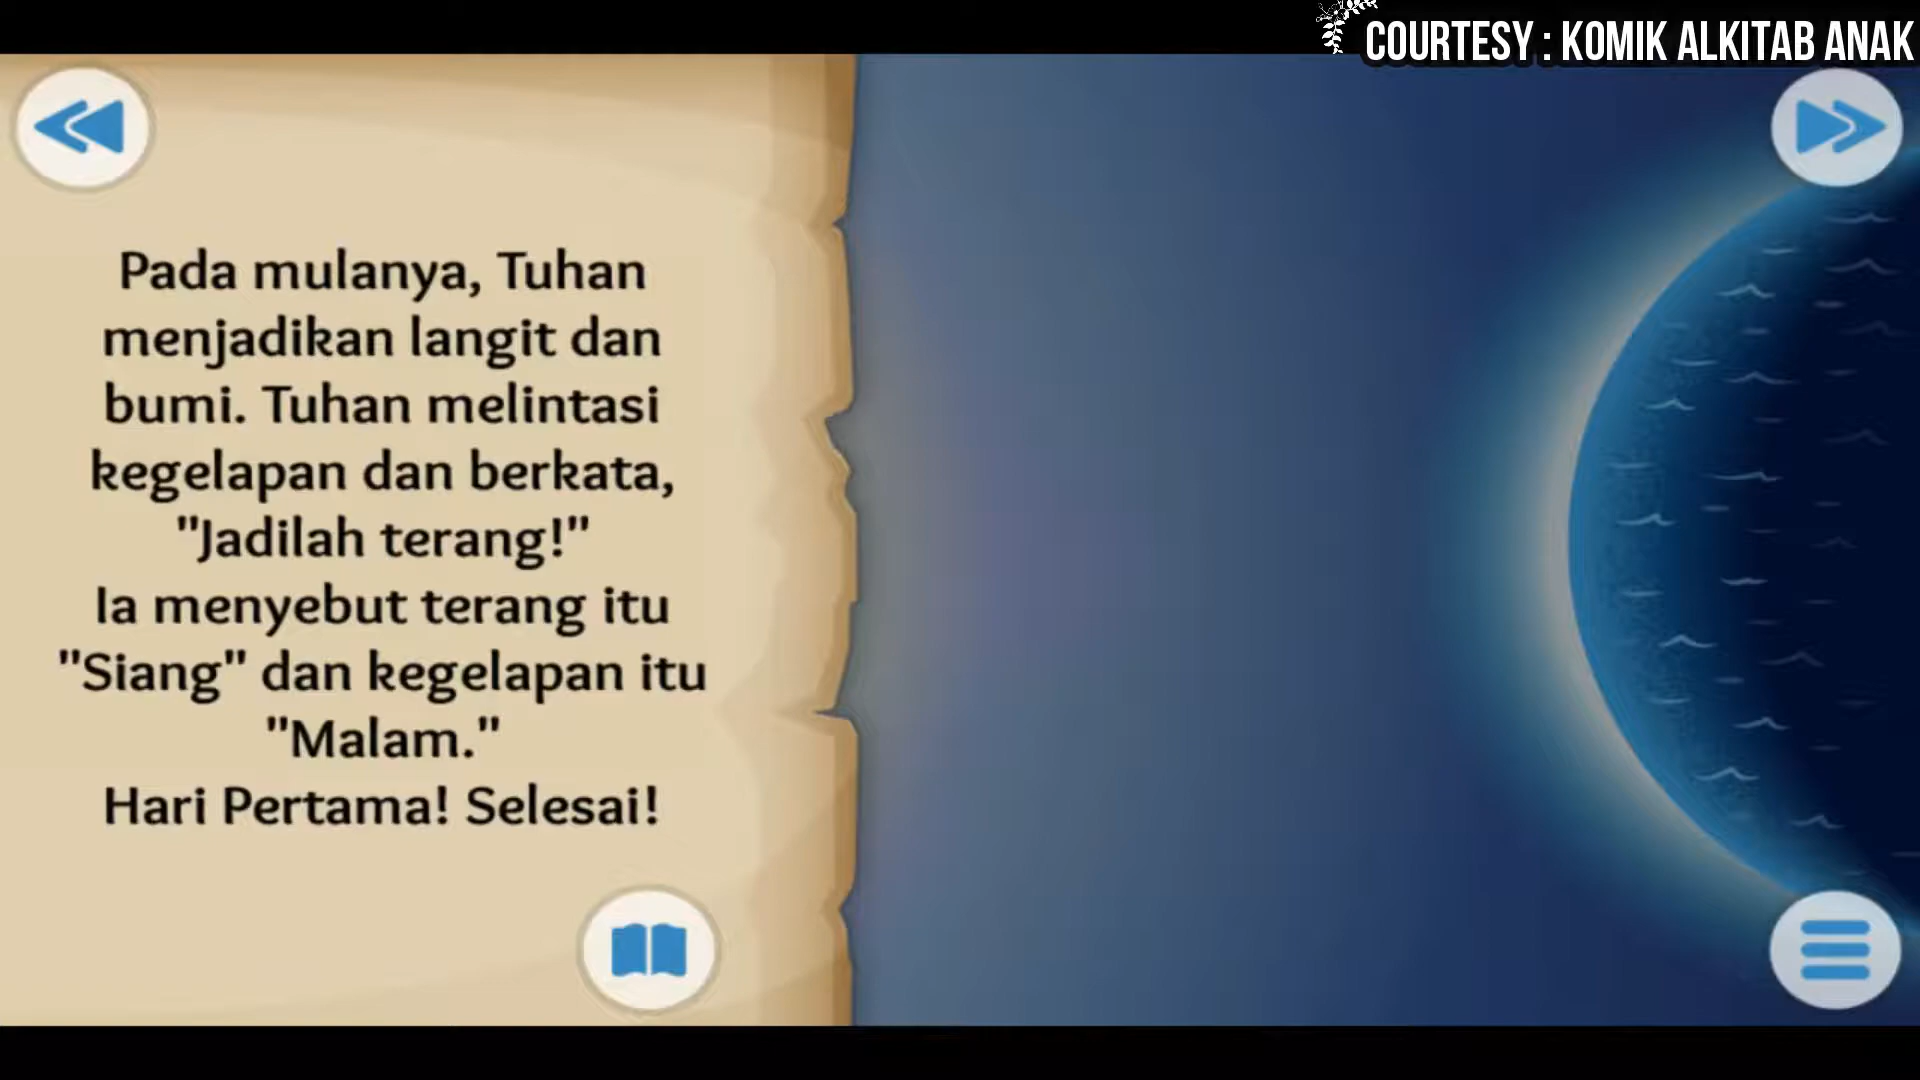 COURTESY : KOMIK ALKITAB ANAK
Pada mulanya, Tuhan
menjadikan langit dan
bumi. Tuhan melintasi
kegelapan dan berkata,
"Jadilah terang!"
Ia menyebut terang itu
"Siang" dan kegelapan itu
"Malam."
Hari Pertama! Selesai!